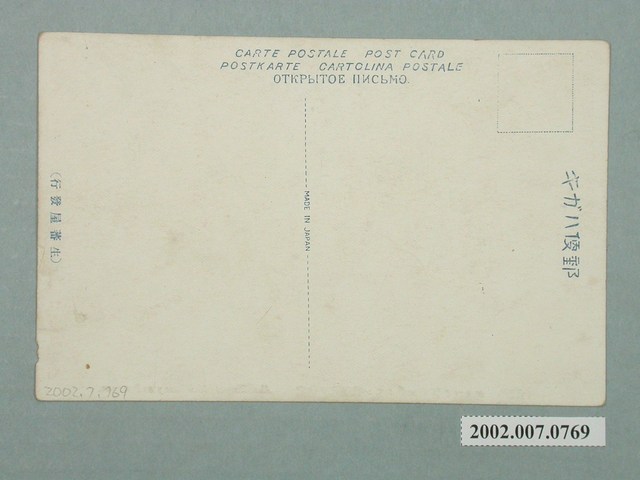 CARTE POSTALE POST CARD
POSTKARTE CARTOLINA POSTALE
ОТКРЫТОЕ ПИСЬМО.
MADE IN JAPAN
キガハ便郵
(行發屋蕃生)
2002.7.769
2002.007.0769